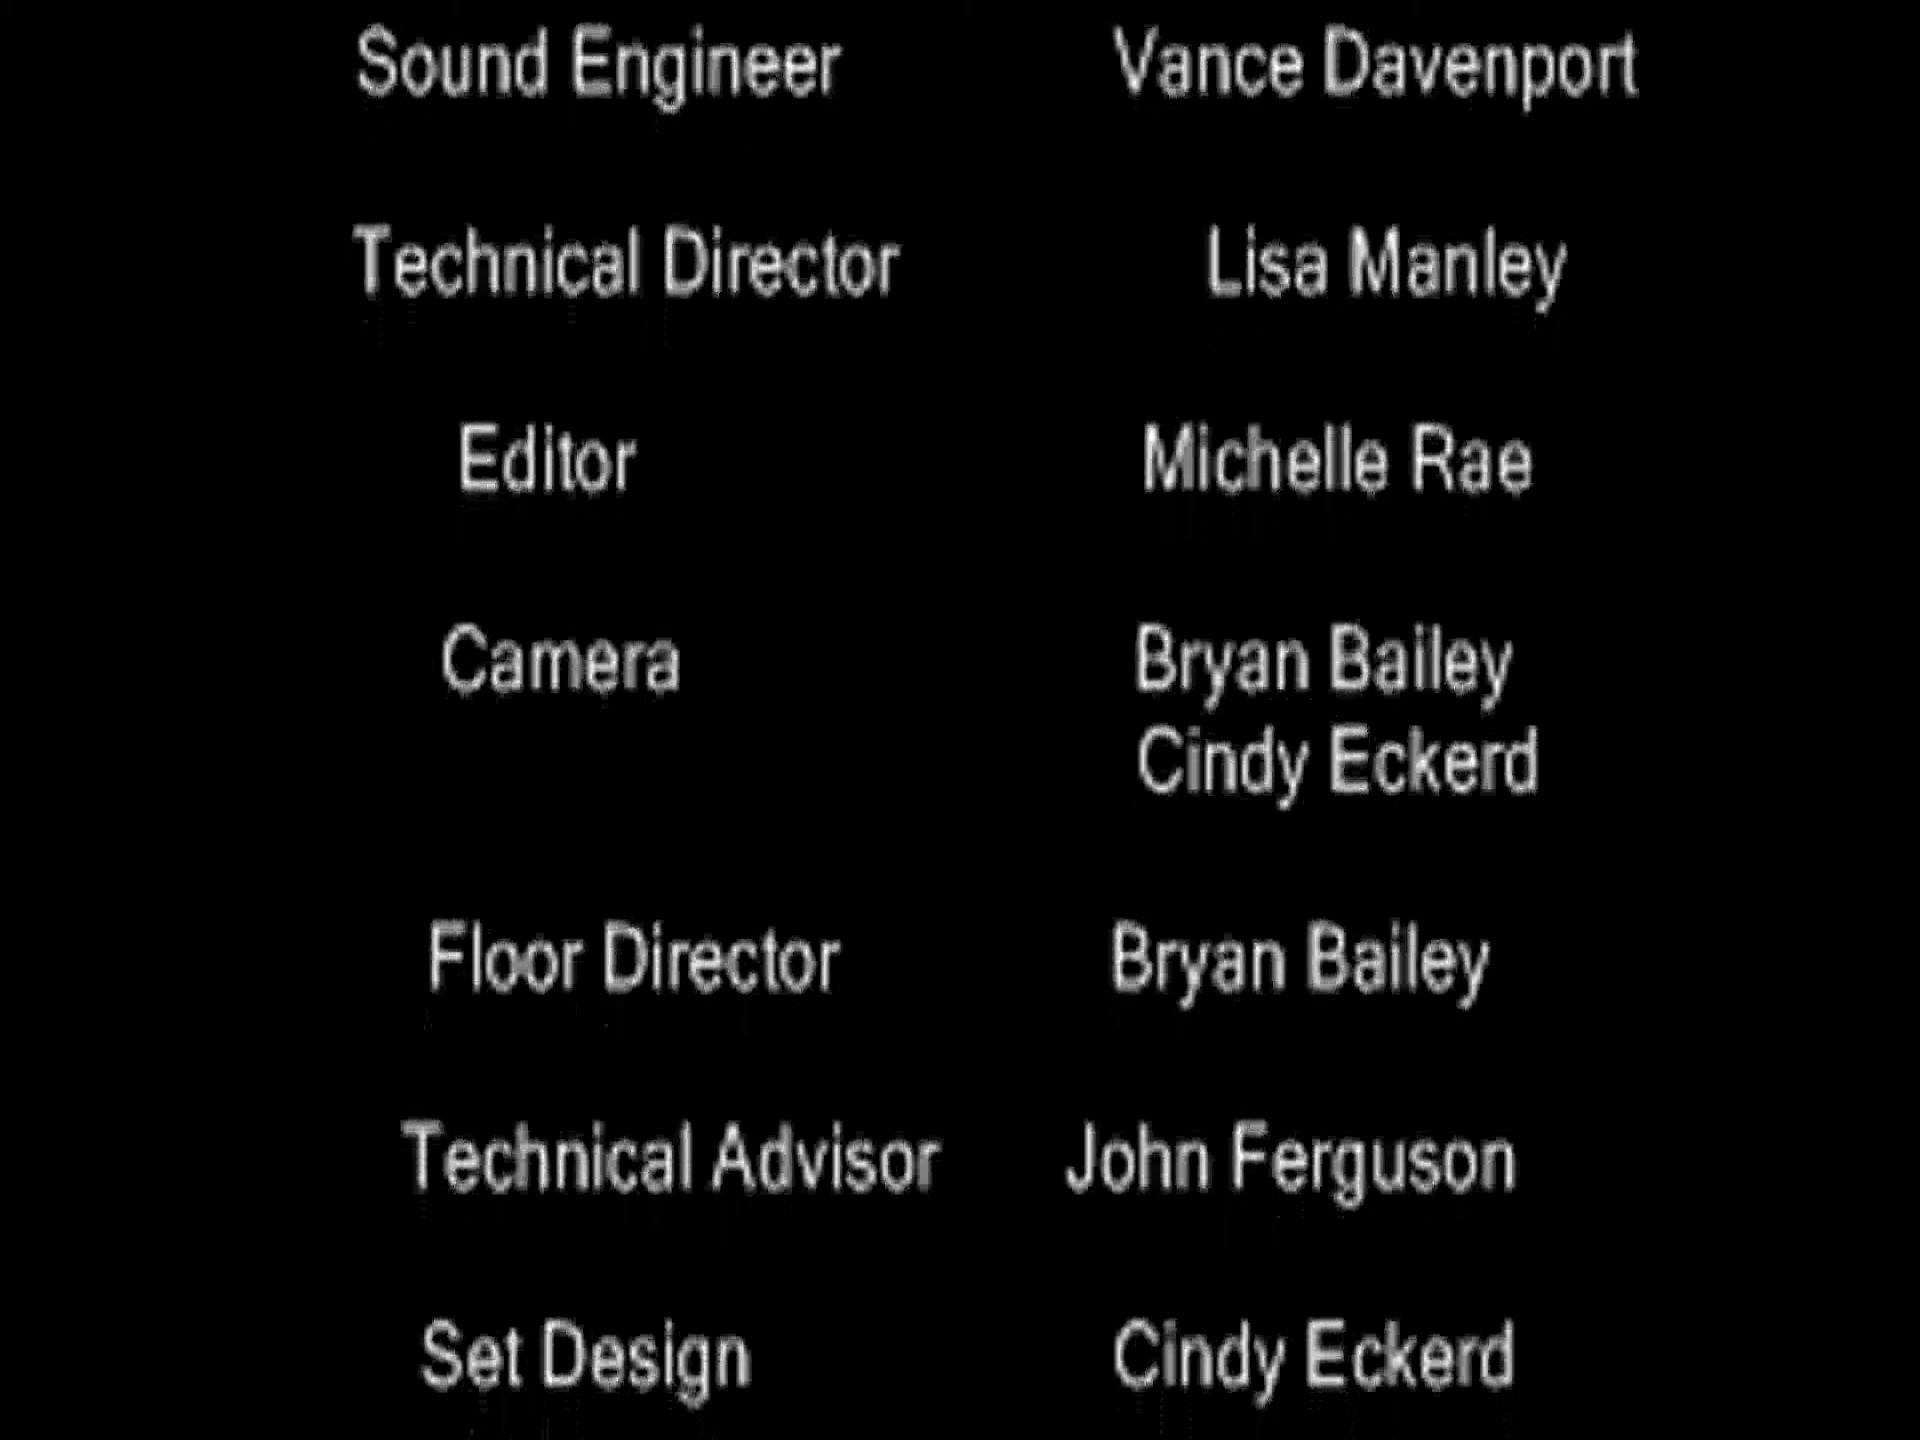 Sound Engineer Vance Davenport
Technical Director Lisa Manley
Editor Michelle Rae
Camera Bryan Bailey
Cindy Eckerd
Floor Director Bryan Bailey
Technical Advisor John Ferguson
Set Design Cindy Eckerd